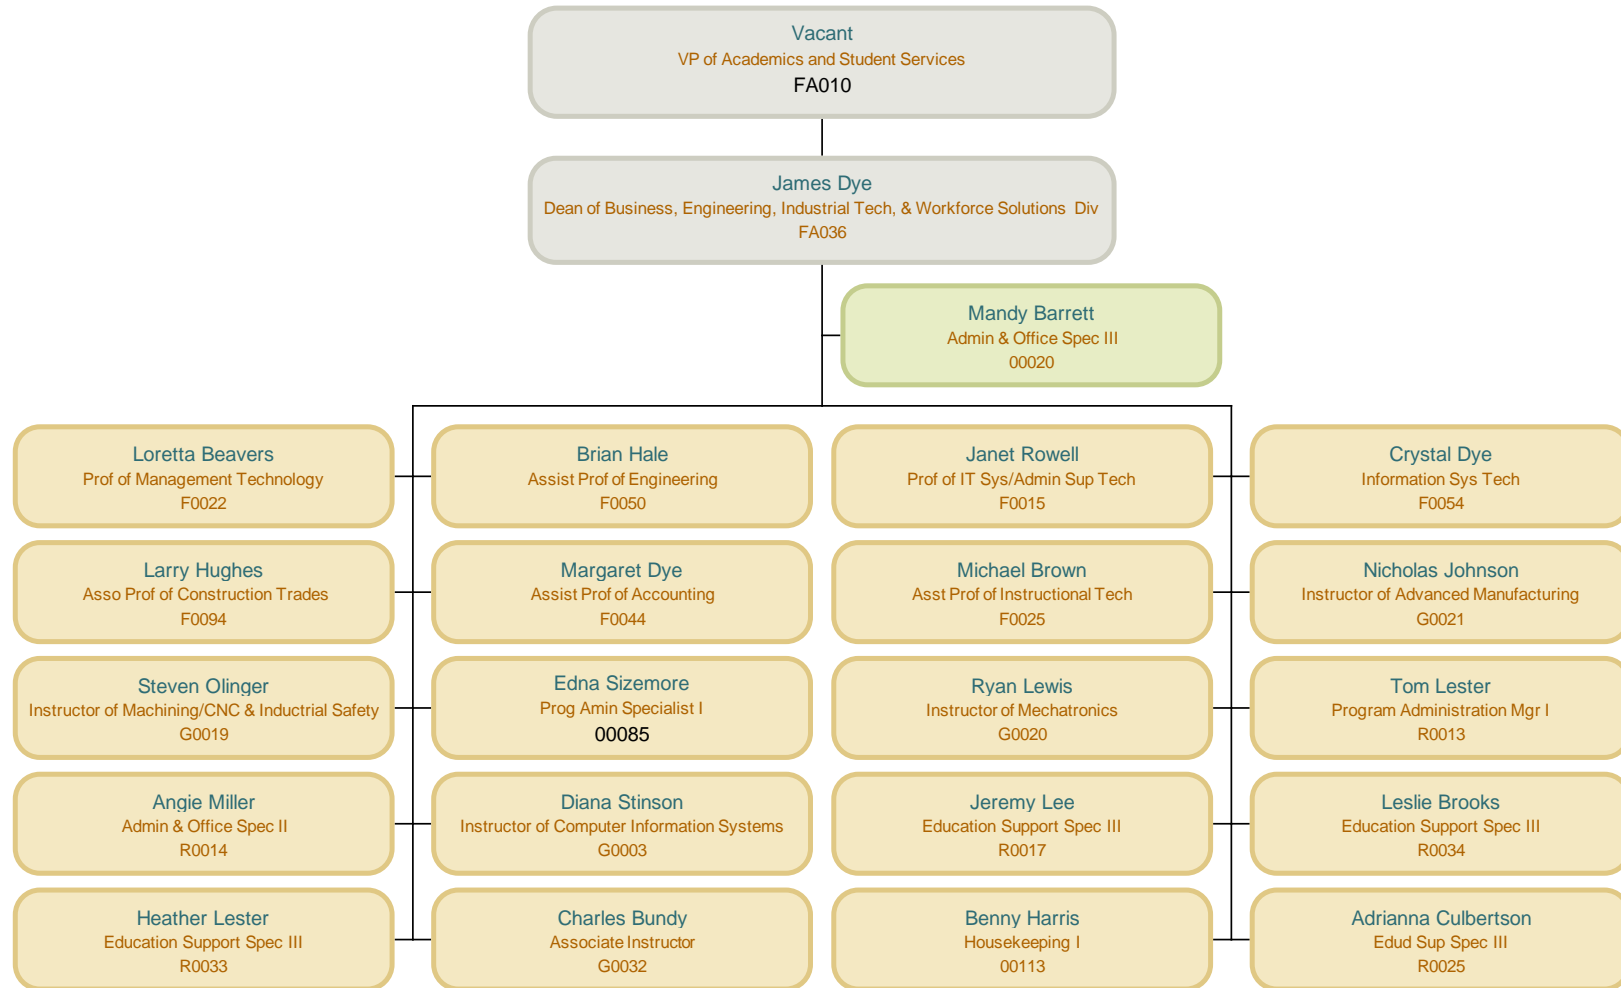 Vacant
VP of Academics and Student Services
FA010
James Dye
Dean of Business, Engineering, Industrial Tech, & Workforce Solutions Div
FA036
Mandy Barrett
Admin & Office Spec III
00020
Loretta Beavers
Prof of Management Technology
F0022
Brian Hale
Assist Prof of Engineering
F0050
Janet Rowell
Prof of IT Sys/Admin Sup Tech
F0015
Crystal Dye
Information Sys Tech
F0054
Larry Hughes
Asso Prof of Construction Trades
F0094
Margaret Dye
Assist Prof of Accounting
F0044
Michael Brown
Asst Prof of Instructional Tech
F0025
Nicholas Johnson
Instructor of Advanced Manufacturing
G0021
Steven Olinger
Instructor of Machining/CNC & Inductrial Safety
G0019
Edna Sizemore
Prog Amin Specialist I
00085
Ryan Lewis
Instructor of Mechatronics
G0020
Tom Lester
Program Administration Mgr I
R0013
Angie Miller
Admin & Office Spec II
R0014
Diana Stinson
Instructor of Computer Information Systems
G0003
Jeremy Lee
Education Support Spec III
R0017
Leslie Brooks
Education Support Spec III
R0034
Heather Lester
Education Support Spec III
R0033
Charles Bundy
Associate Instructor
G0032
Benny Harris
Housekeeping I
00113
Adrianna Culbertson
Edud Sup Spec III
R0025